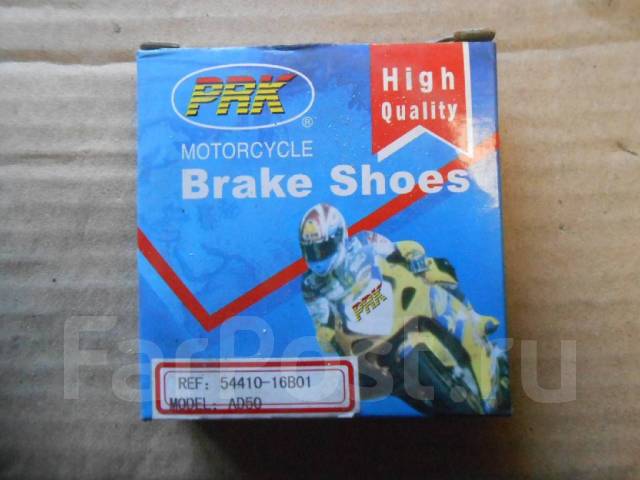 PRK
®
High
Quality
MOTORCYCLE
Brake Shoes
PRK
REF: 54410-16B01
MODEL: AD50
FarPost.ru